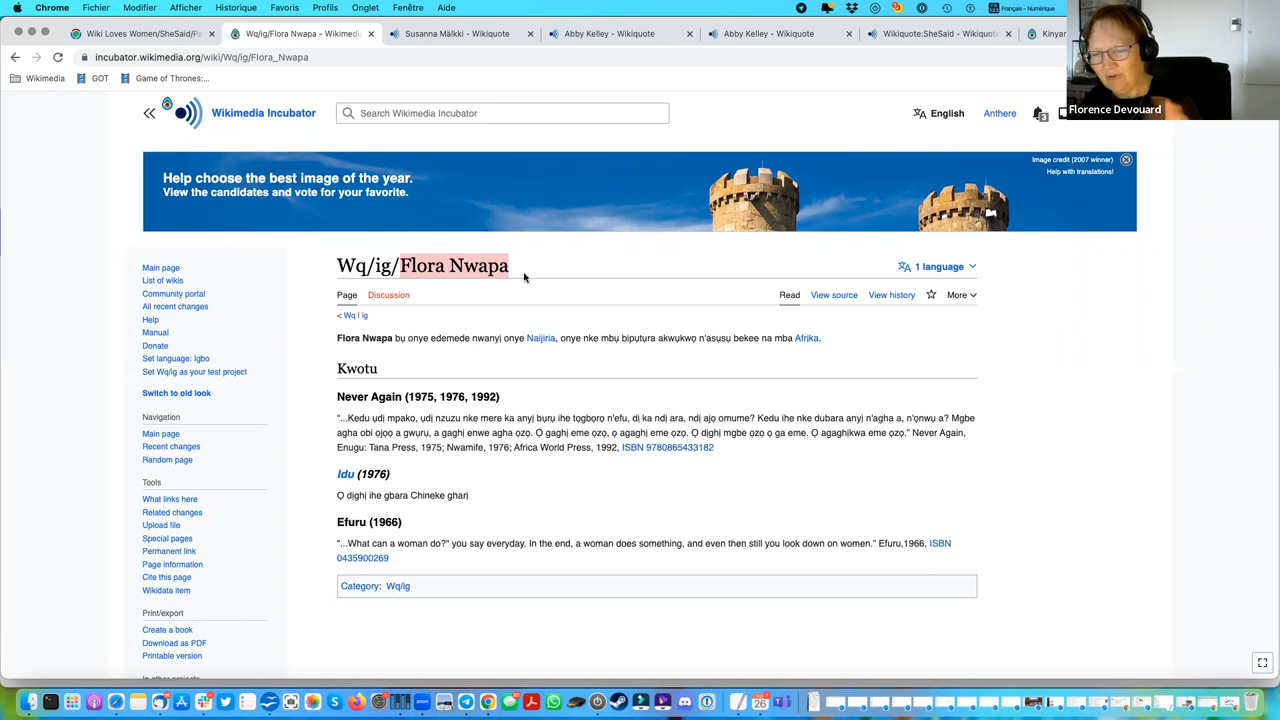 Chrome Fichier Modifier Afficher Historique Favoris Profils Onglet Fenêtre Aide
Français – Numérique
Wiki Loves Women/SheSaid/Pa
Wq/ig/Flora Nwapa - Wikimedia
Susanna Mälkki - Wikiquote
Abby Kelley - Wikiquote
Abby Kelley - Wikiquote
Wikiquote:SheSaid - Wikiquote
Kinyar
incubator.wikimedia.org/wiki/Wq/ig/Flora_Nwapa
Wikimedia GOT Game of Thrones:...
Florence Devouard
Wikimedia Incubator
Search Wikimedia Incubator
English Anthere 3
Help choose the best image of the year.
View the candidates and vote for your favorite.
Image credit (2007 winner)
Help with translations!
Main page
List of wikis
Community portal
All recent changes
Help
Manual
Donate
Set language: Igbo
Set Wq/ig as your test project
Switch to old look
Navigation
Main page
Recent changes
Random page
Tools
What links here
Related changes
Upload file
Special pages
Permanent link
Page information
Cite this page
Wikidata item
Print/export
Create a book
Download as PDF
Printable version
In other projects
Wq/ig/Flora Nwapa
1 language
Page Discussion Read View source View history More
< Wq | ig
Flora Nwapa bụ onye edemede nwanyị onye Naijiria, onye nke mbụ bipụtụra akwụkwọ n'asụsụ bekee na mba Afrịka.
Kwotu
Never Again (1975, 1976, 1992)
“...Kedu ụdị mpako, ụdị nzuzu nke mere ka anyị bụrụ ihe tọgbọrọ n'efu, dị ka ndị ara, ndị ajọ omume? Kedu ihe nke dubara anyị n'agha a, n'ọnwụ a? Mgbe
agha obi ọjọọ a gwụrụ, a gaghị enwe agha ọzọ. Ọ gaghị eme ọzọ, ọ agaghị eme ọzọ. Ọ dịghị mgbe ọzọ ọ ga eme. Ọ agaghịkwa eme ọzọ.” Never Again,
Enugu: Tana Press, 1975; Nwamife, 1976; Africa World Press, 1992, ISBN 9780865433182
Idu (1976)
Ọ dịghị ihe gbara Chineke gharị
Efuru (1966)
“...What can a woman do?" you say everyday. In the end, a woman does something, and even then still you look down on women.” Efuru,1966, ISBN
0435900269
Category: Wq/ig
26